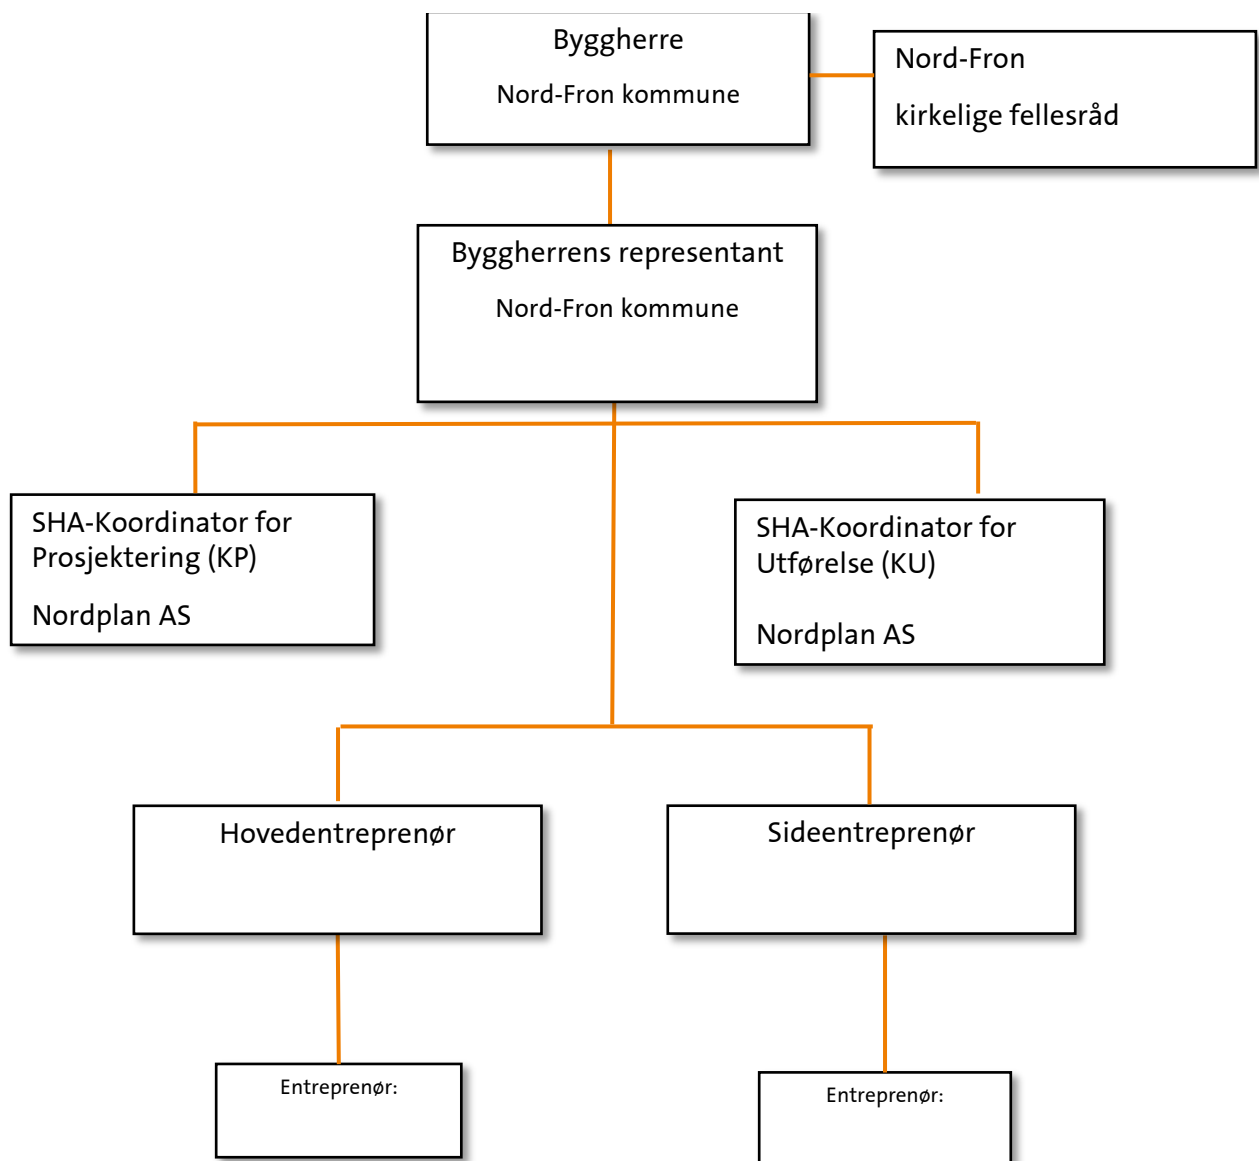 Byggherre
Nord-Fron kommune
Nord-Fron
kirkelige fellesråd
Byggherrens representant
Nord-Fron kommune
SHA-Koordinator for
Prosjektering (KP)
Nordplan AS
SHA-Koordinator for
Utførelse (KU)
Nordplan AS
Hovedentreprenør
Sideentreprenør
Entreprenør:
Entreprenør: